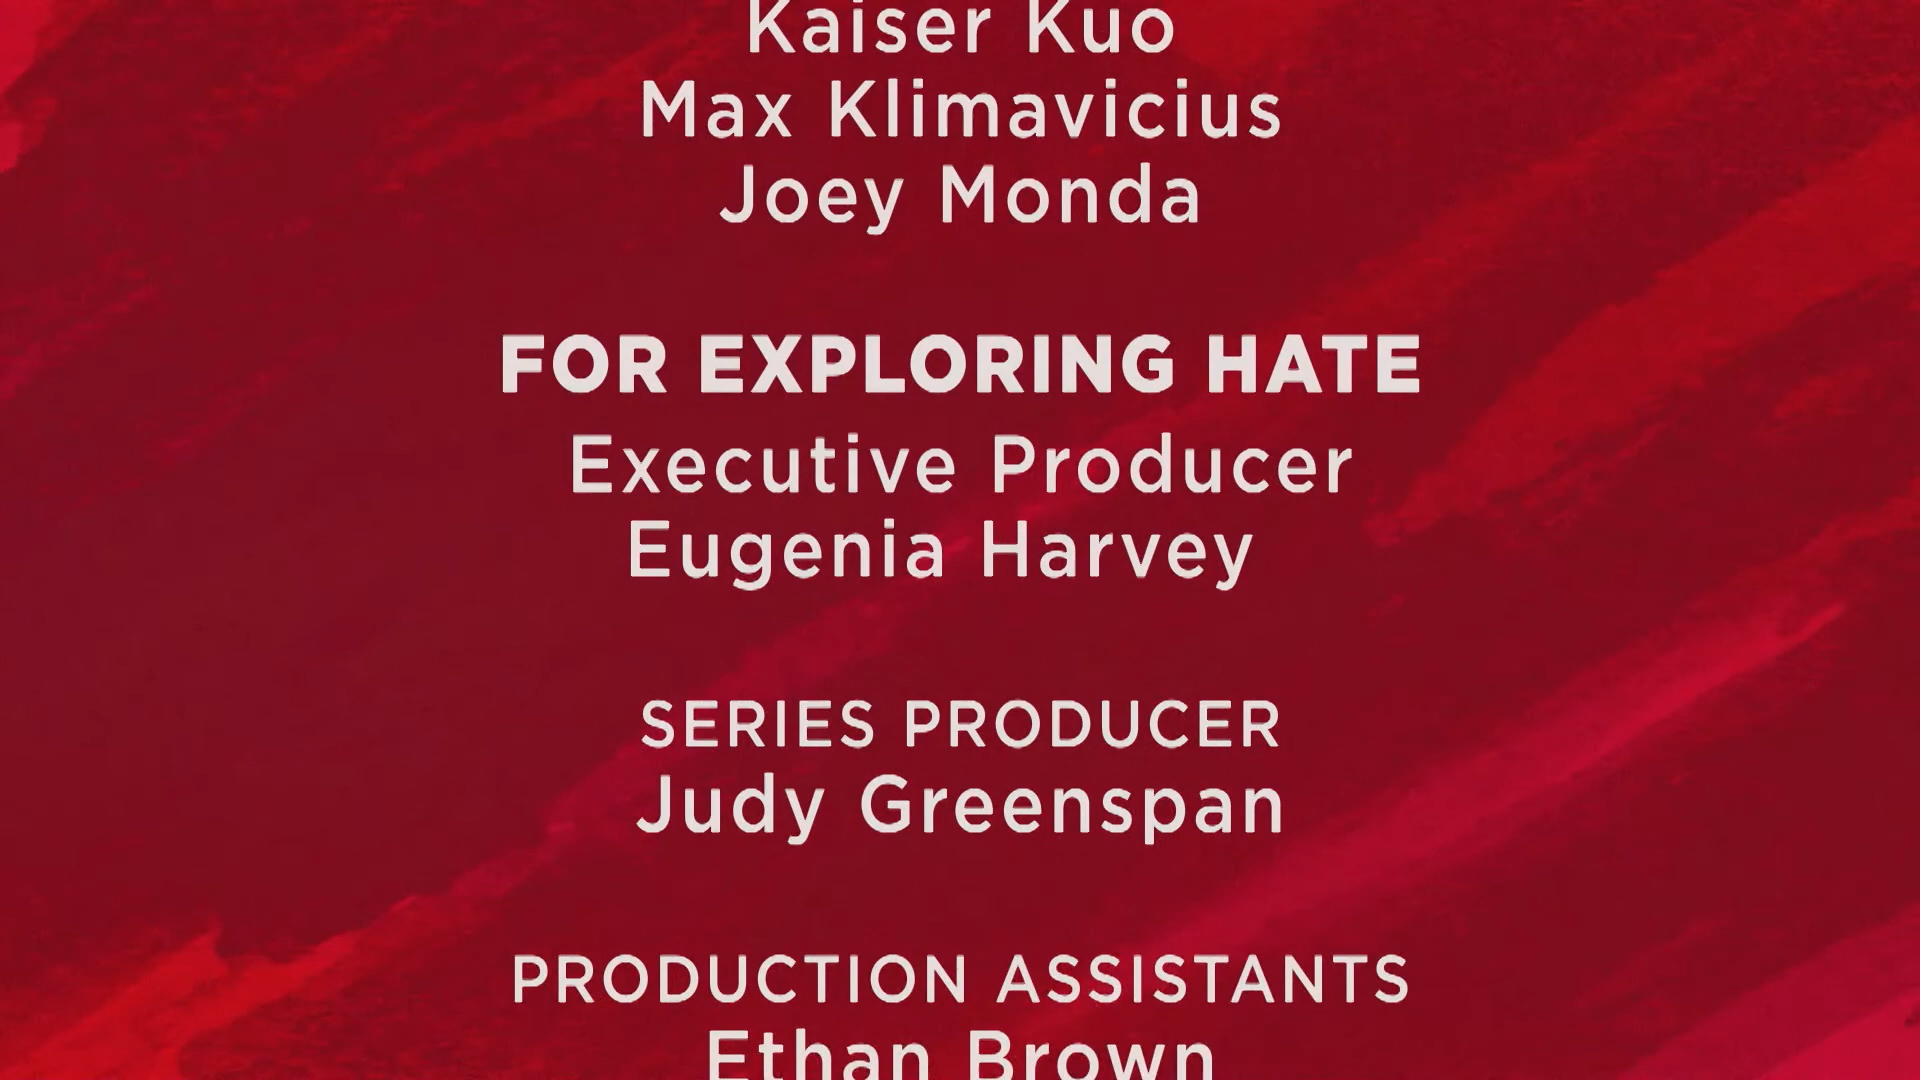 Kaiser Kuo
Max Klimavicius
Joey Monda
FOR EXPLORING HATE
Executive Producer
Eugenia Harvey
SERIES PRODUCER
Judy Greenspan
PRODUCTION ASSISTANTS
Ethan Brown